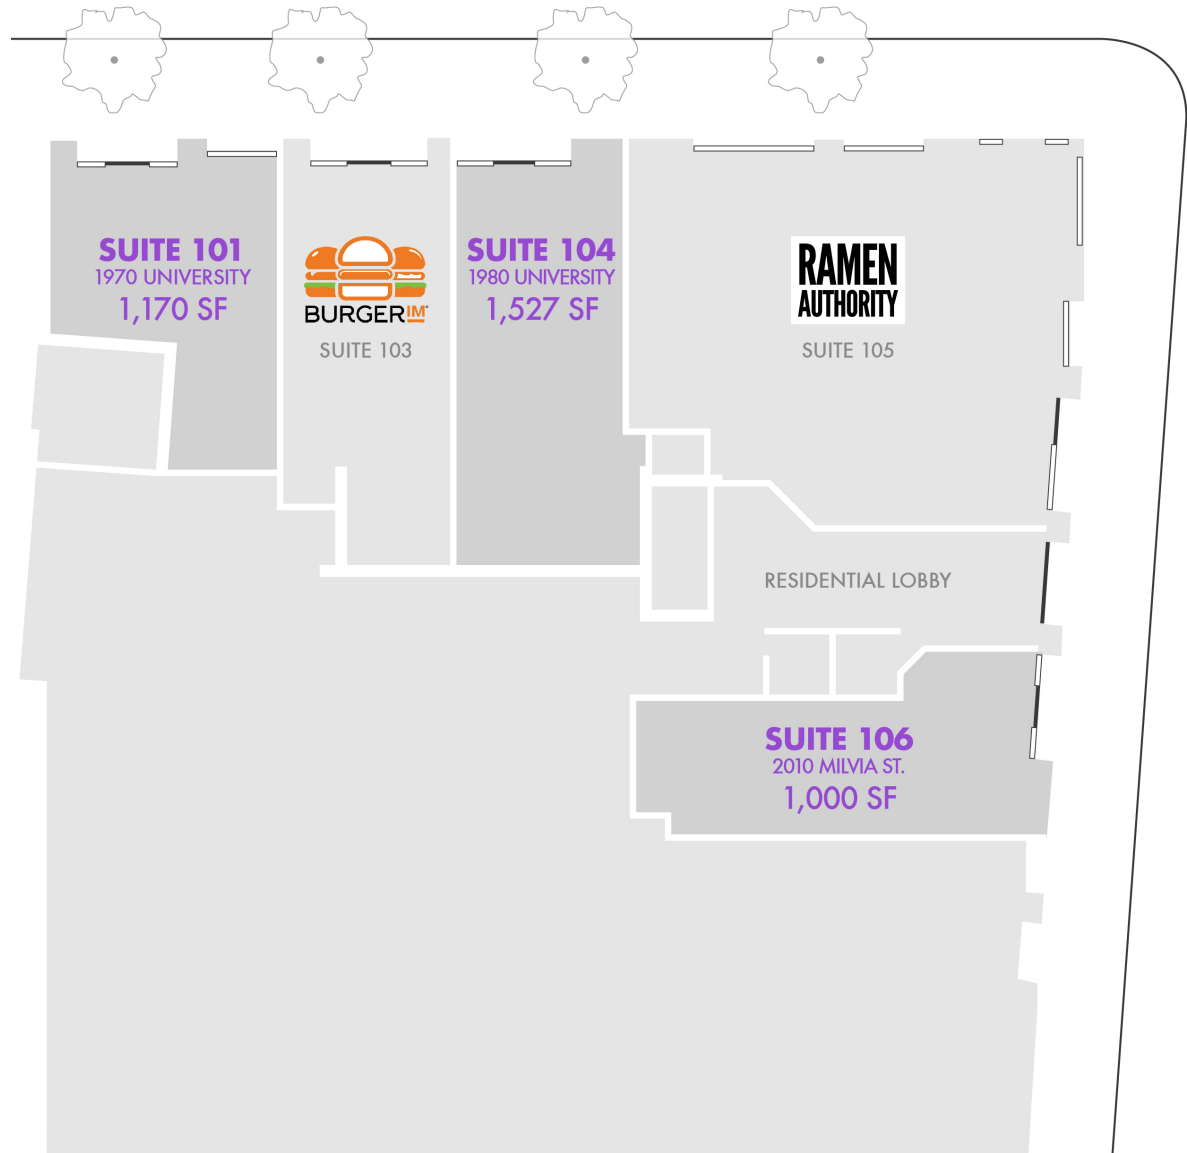 SUITE 101
1970 UNIVERSITY
1,170 SF
BURGERIM
SUITE 103
SUITE 104
1980 UNIVERSITY
1,527 SF
RAMEN
AUTHORITY
SUITE 105
RESIDENTIAL LOBBY
SUITE 106
2010 MILVIA ST.
1,000 SF